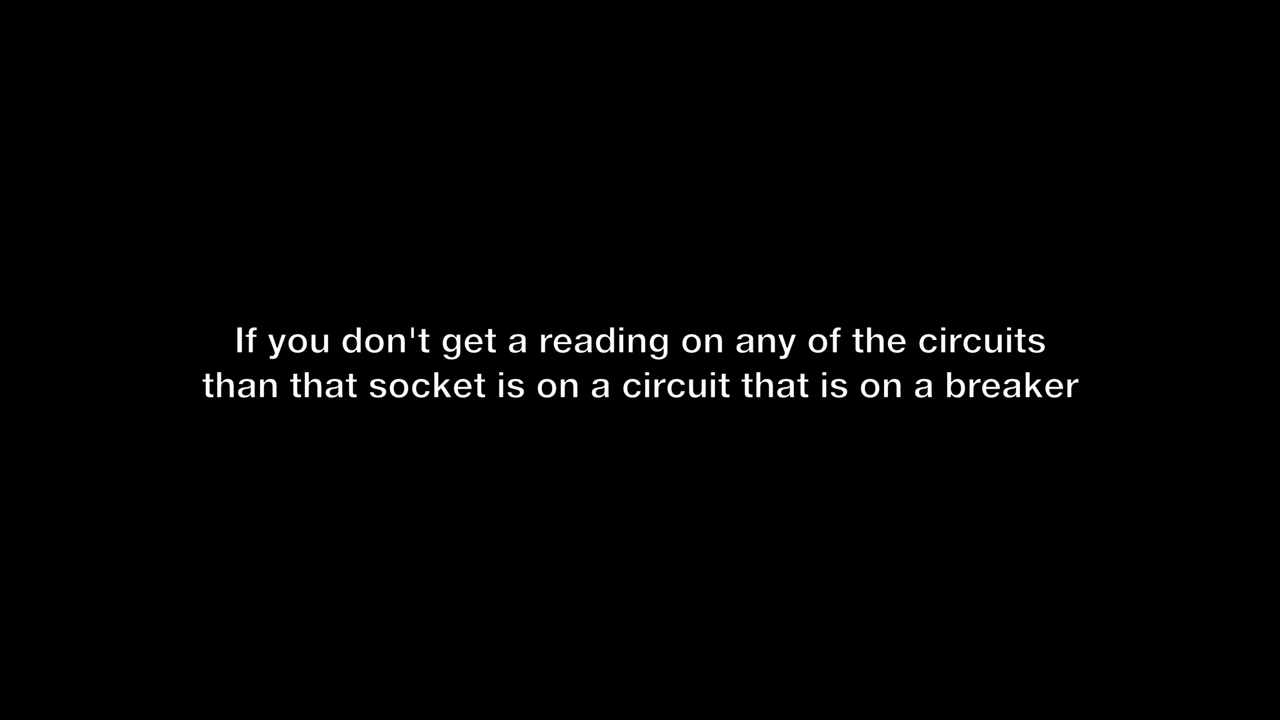 If you don't get a reading on any of the circuits
than that socket is on a circuit that is on a breaker